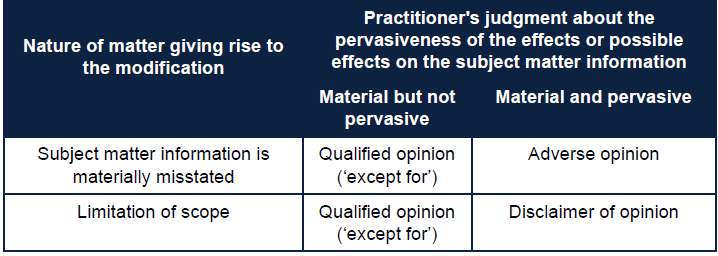 Nature of matter giving rise to
the modification
Practitioner's judgment about the
pervasiveness of the effects or possible
effects on the subject matter information
Material but not
pervasive
Material and pervasive
Subject matter information is
materially misstated
Qualified opinion
(‘except for’)
Adverse opinion
Limitation of scope
Qualified opinion
(‘except for’)
Disclaimer of opinion